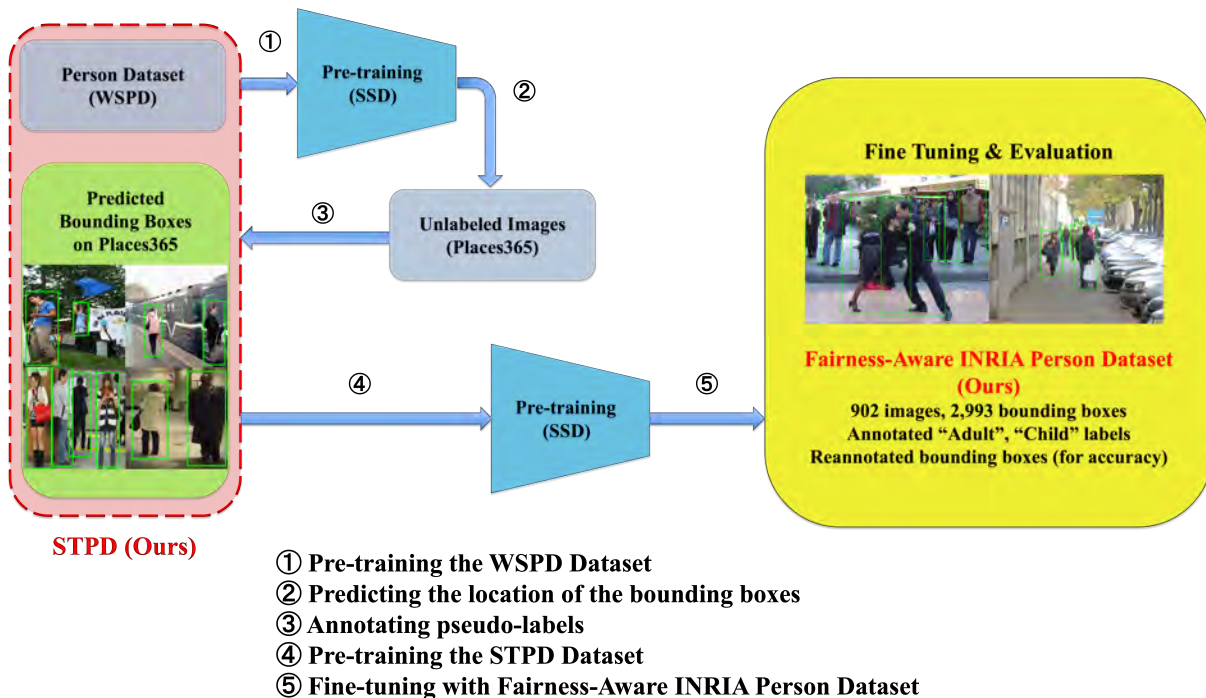 ①
Person Dataset
(WSPD)
Pre-training
(SSD)
②
Predicted
Bounding Boxes
on Places365
③
Unlabeled Images
(Places365)
④
Pre-training
(SSD)
⑤
STPD (Ours)
Fine Tuning & Evaluation
Fairness-Aware INRIA Person Dataset
(Ours)
902 images, 2,993 bounding boxes
Annotated “Adult”, “Child” labels
Reannotated bounding boxes (for accuracy)
① Pre-training the WSPD Dataset
② Predicting the location of the bounding boxes
③ Annotating pseudo-labels
④ Pre-training the STPD Dataset
⑤ Fine-tuning with Fairness-Aware INRIA Person Dataset